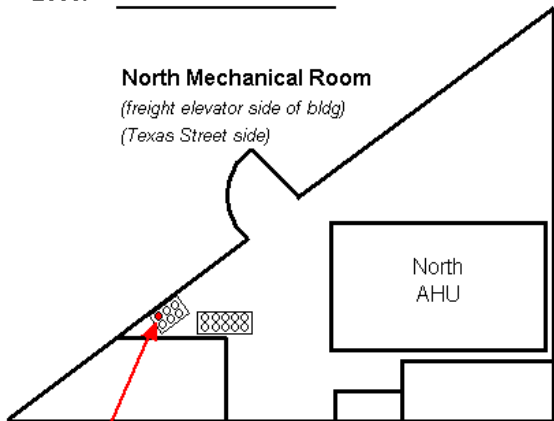 North Mechanical Room
(freight elevator side of bldg)
(Texas Street side)
North
AHU